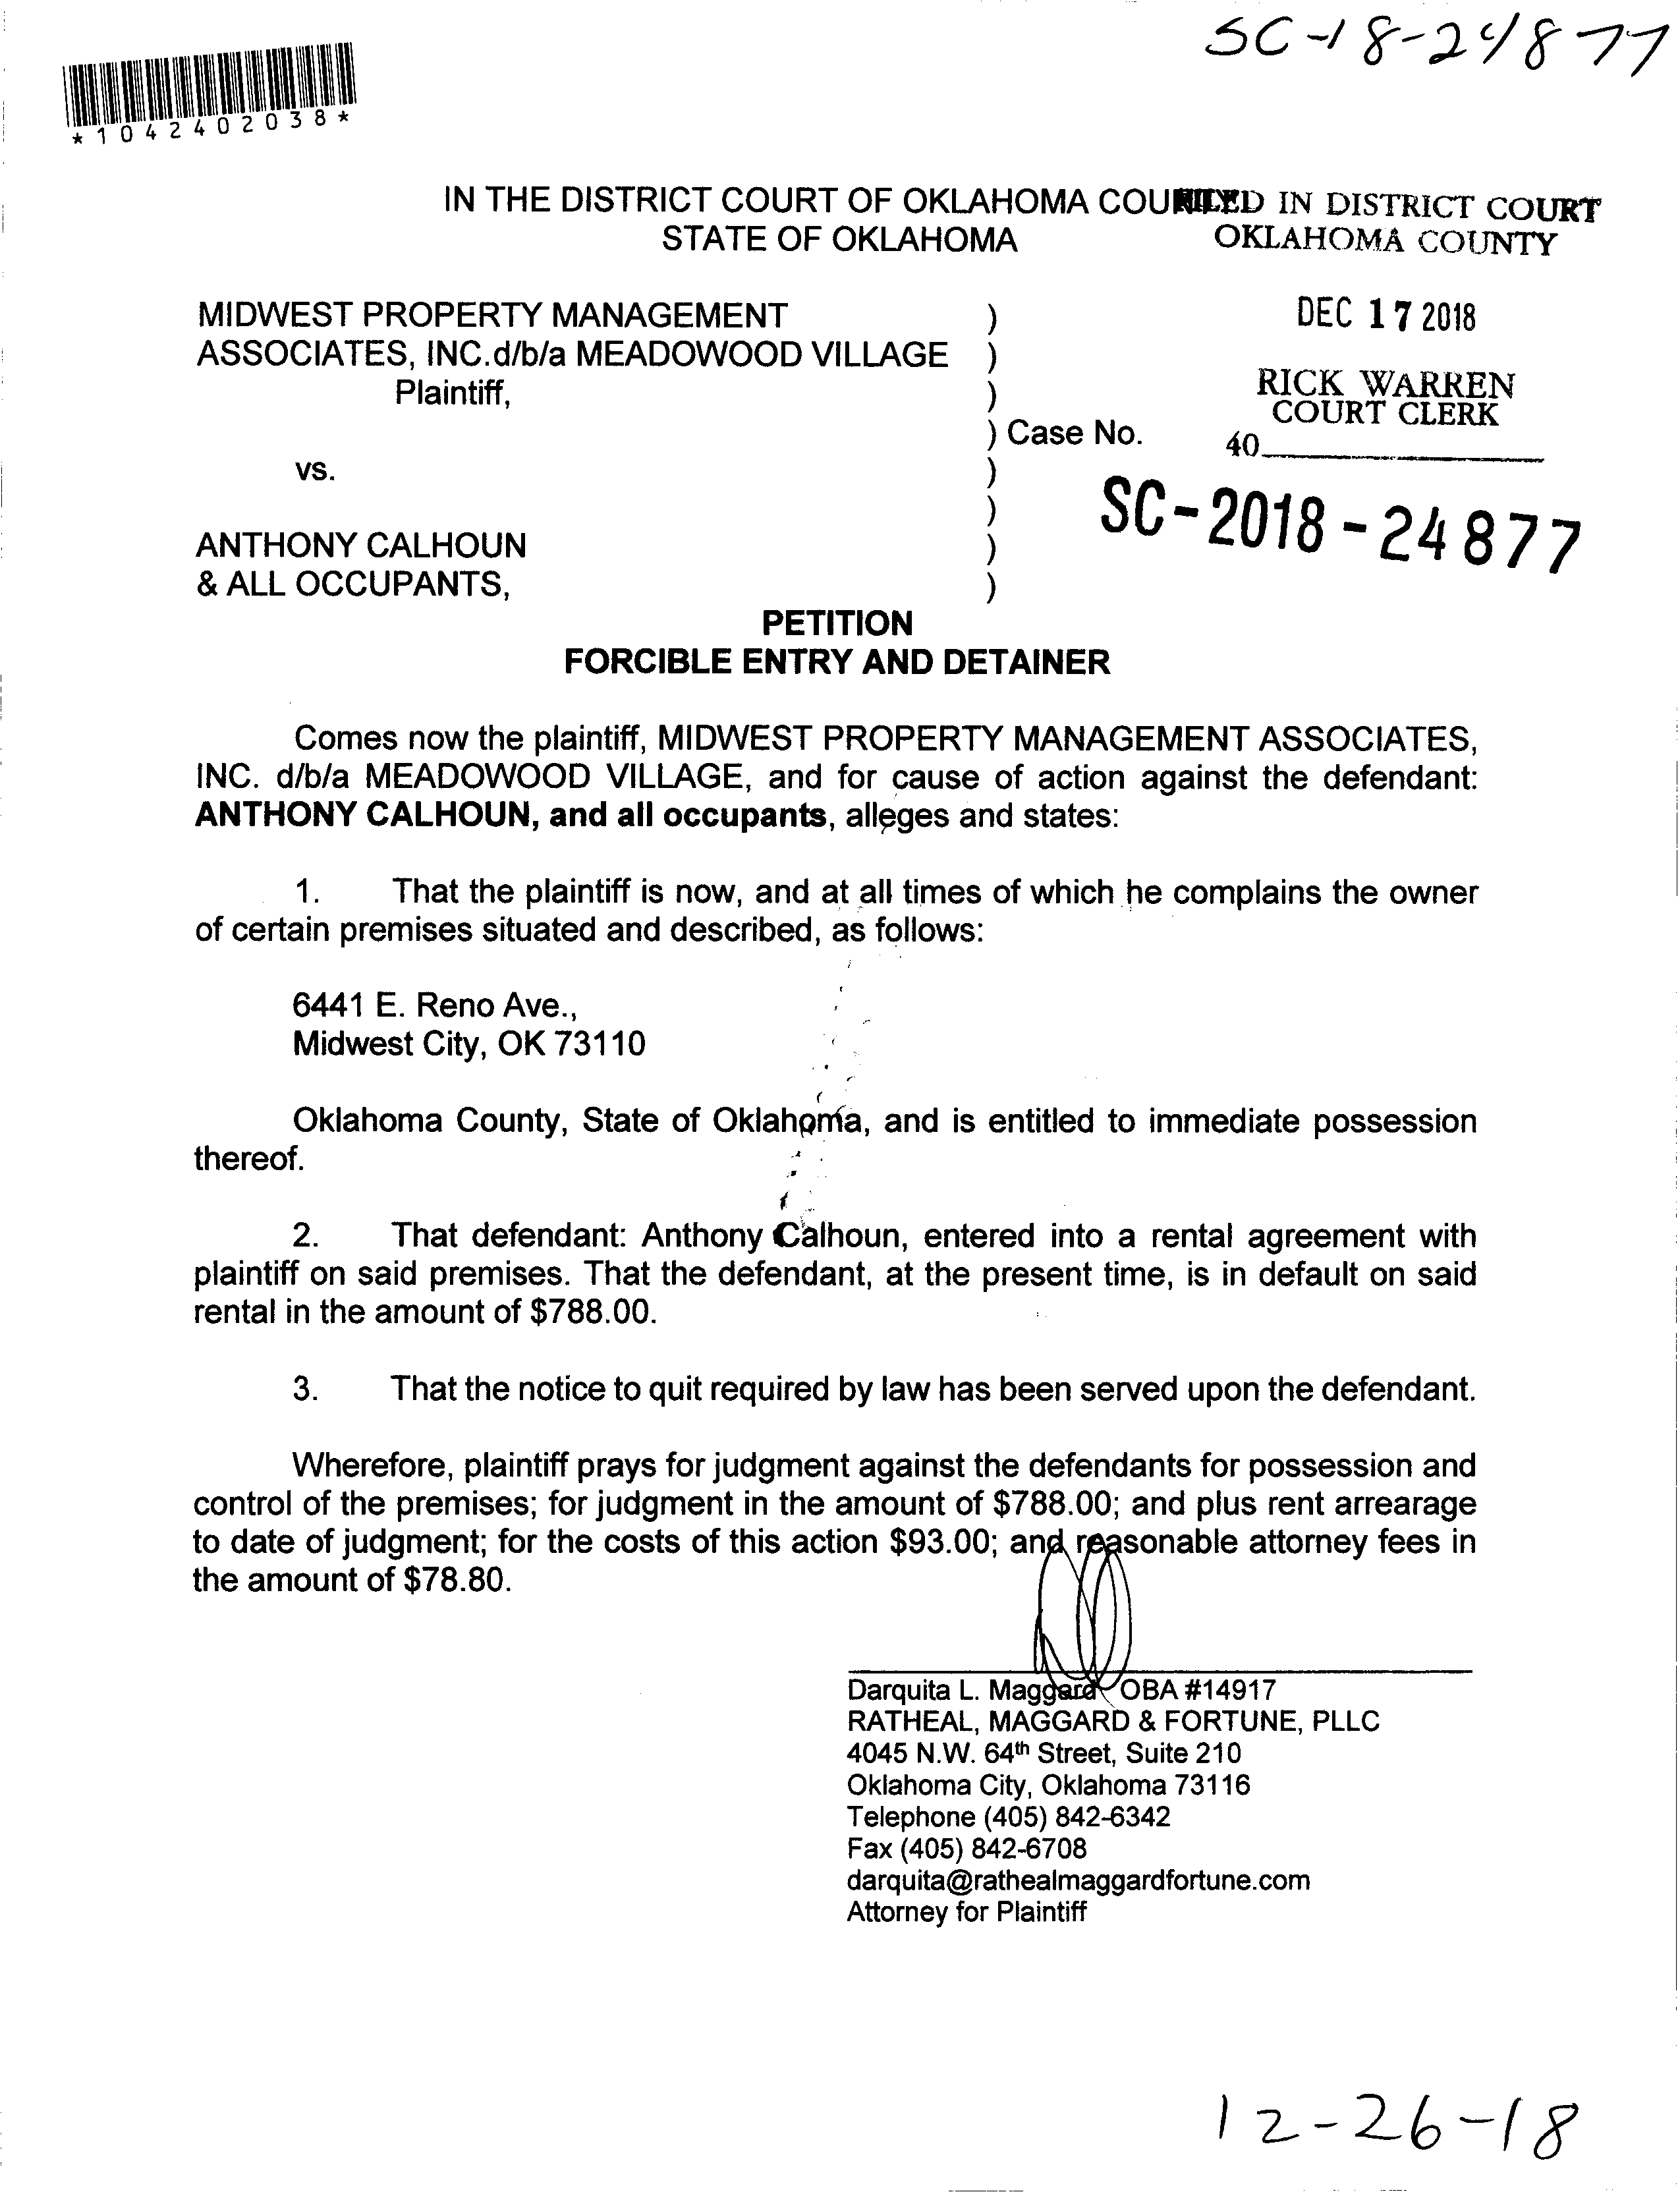 SC-18-24877
*1042402038*
IN THE DISTRICT COURT OF OKLAHOMA COUNTY
STATE OF OKLAHOMA
FILED IN DISTRICT COURT
OKLAHOMA COUNTY
DEC 17 2018
RICK WARREN
COURT CLERK
40
MIDWEST PROPERTY MANAGEMENT )
ASSOCIATES, INC.d/b/a MEADOWOOD VILLAGE )
Plaintiff, )
) Case No.
vs. )
)
SC-2018-24877
ANTHONY CALHOUN )
& ALL OCCUPANTS, )
PETITION
FORCIBLE ENTRY AND DETAINER
Comes now the plaintiff, MIDWEST PROPERTY MANAGEMENT ASSOCIATES,
INC. d/b/a MEADOWOOD VILLAGE, and for cause of action against the defendant:
ANTHONY CALHOUN, and all occupants, alleges and states:
1. That the plaintiff is now, and at all times of which he complains the owner
of certain premises situated and described, as follows:
6441 E. Reno Ave.,
Midwest City, OK 73110
Oklahoma County, State of Oklahoma, and is entitled to immediate possession
thereof.
2. That defendant: Anthony Calhoun, entered into a rental agreement with
plaintiff on said premises. That the defendant, at the present time, is in default on said
rental in the amount of $788.00.
3. That the notice to quit required by law has been served upon the defendant.
Wherefore, plaintiff prays for judgment against the defendants for possession and
control of the premises; for judgment in the amount of $788.00; and plus rent arrearage
to date of judgment; for the costs of this action $93.00; and reasonable attorney fees in
the amount of $78.80.
Darquita L. Maggard OBA #14917
RATHEAL, MAGGARD & FORTUNE, PLLC
4045 N.W. 64th Street, Suite 210
Oklahoma City, Oklahoma 73116
Telephone (405) 842-6342
Fax (405) 842-6708
darquita@rathealmaggardfortune.com
Attorney for Plaintiff
12-26-18